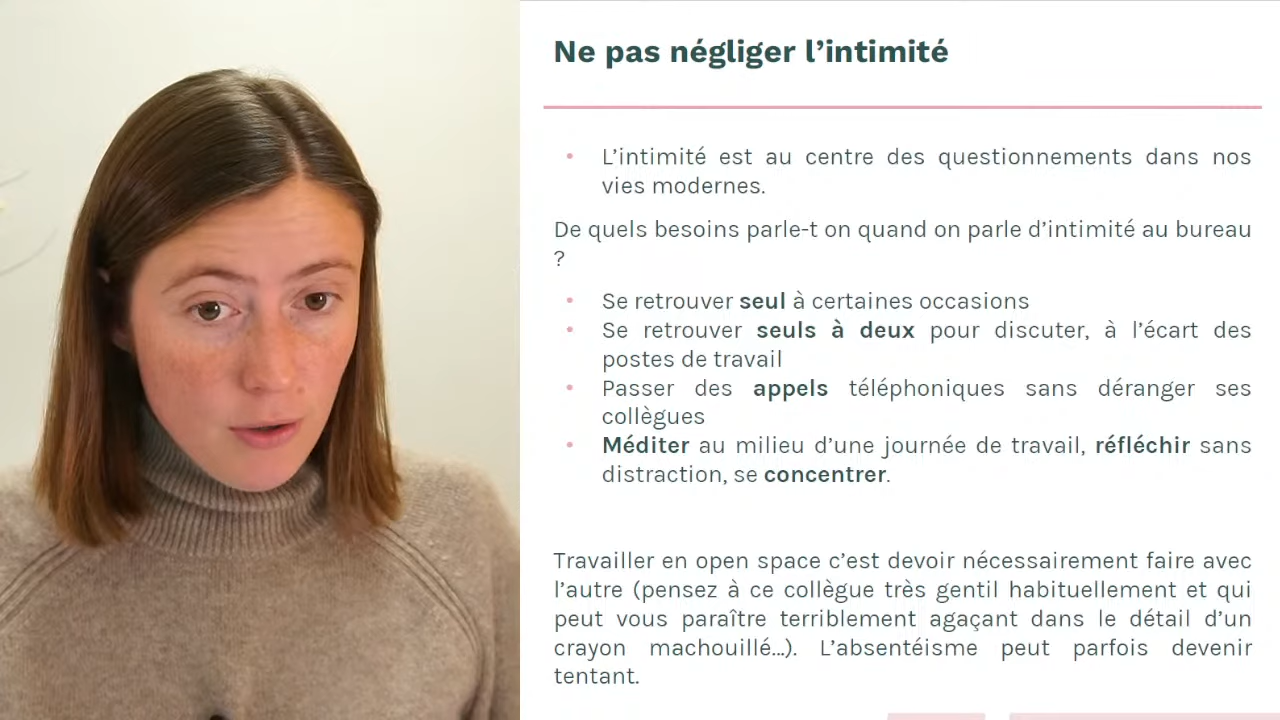 Ne pas négliger l’intimité
• L’intimité est au centre des questionnements dans nos
vies modernes.
De quels besoins parle-t on quand on parle d’intimité au bureau
?
• Se retrouver seul à certaines occasions
• Se retrouver seuls à deux pour discuter, à l’écart des
postes de travail
• Passer des appels téléphoniques sans déranger ses
collègues
• Méditer au milieu d’une journée de travail, réfléchir sans
distraction, se concentrer.
Travailler en open space c’est devoir nécessairement faire avec
l’autre (pensez à ce collègue très gentil habituellement et qui
peut vous paraître terriblement agaçant dans le détail d’un
crayon machouillé…). L’absentéisme peut parfois devenir
tentant.